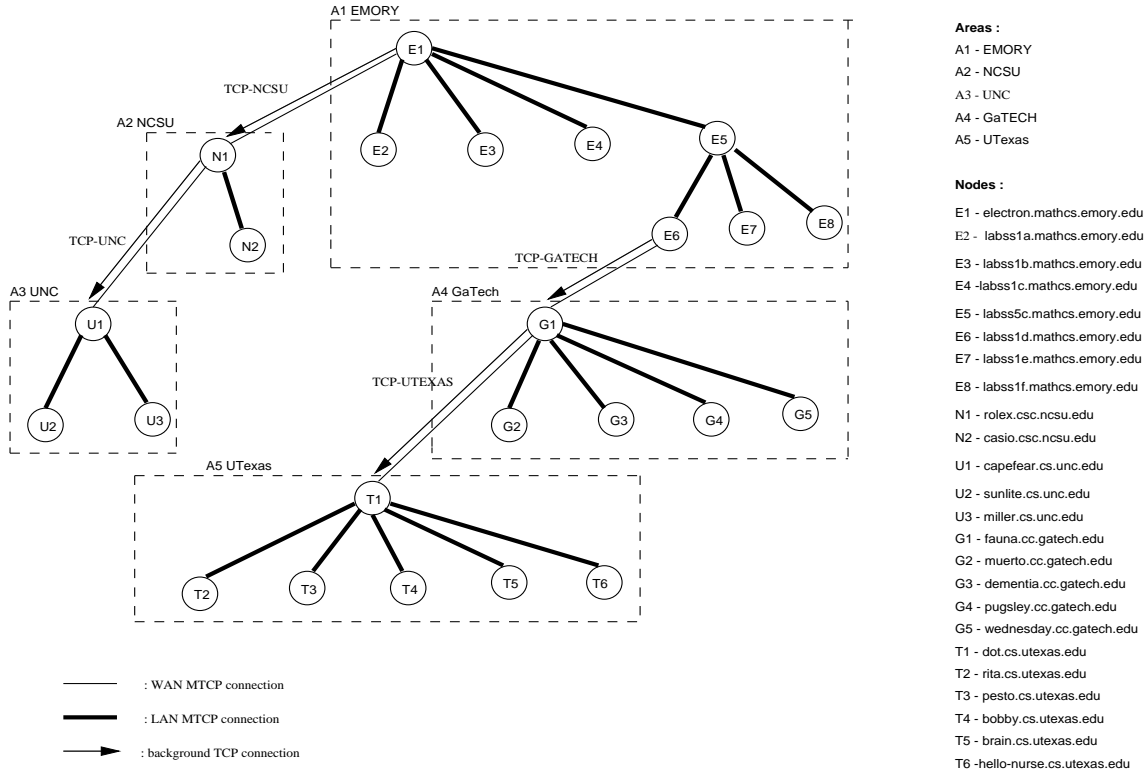 A1 EMORY
E1
TCP-NCSU
A2 NCSU
N1
E2
E3
E4
E5
N2
TCP-UNC
E6
E7
E8
TCP-GATECH
A3 UNC
A4 GaTech
U1
G1
TCP-UTEXAS
U2
U3
G2
G3
G4
G5
A5 UTexas
T1
T2
T3
T4
T5
T6
: WAN MTCP connection
: LAN MTCP connection
: background TCP connection
Areas :
A1 - EMORY
A2 - NCSU
A3 - UNC
A4 - GaTECH
A5 - UTexas
Nodes :
E1 - electron.mathcs.emory.edu
E2 - labss1a.mathcs.emory.edu
E3 - labss1b.mathcs.emory.edu
E4 -labss1c.mathcs.emory.edu
E5 - labss5c.mathcs.emory.edu
E6 - labss1d.mathcs.emory.edu
E7 - labss1e.mathcs.emory.edu
E8 - labss1f.mathcs.emory.edu
N1 - rolex.csc.ncsu.edu
N2 - casio.csc.ncsu.edu
U1 - capefear.cs.unc.edu
U2 - sunlite.cs.unc.edu
U3 - miller.cs.unc.edu
G1 - fauna.cc.gatech.edu
G2 - muerto.cc.gatech.edu
G3 - dementia.cc.gatech.edu
G4 - pugsley.cc.gatech.edu
G5 - wednesday.cc.gatech.edu
T1 - dot.cs.utexas.edu
T2 - rita.cs.utexas.edu
T3 - pesto.cs.utexas.edu
T4 - bobby.cs.utexas.edu
T5 - brain.cs.utexas.edu
T6 -hello-nurse.cs.utexas.edu